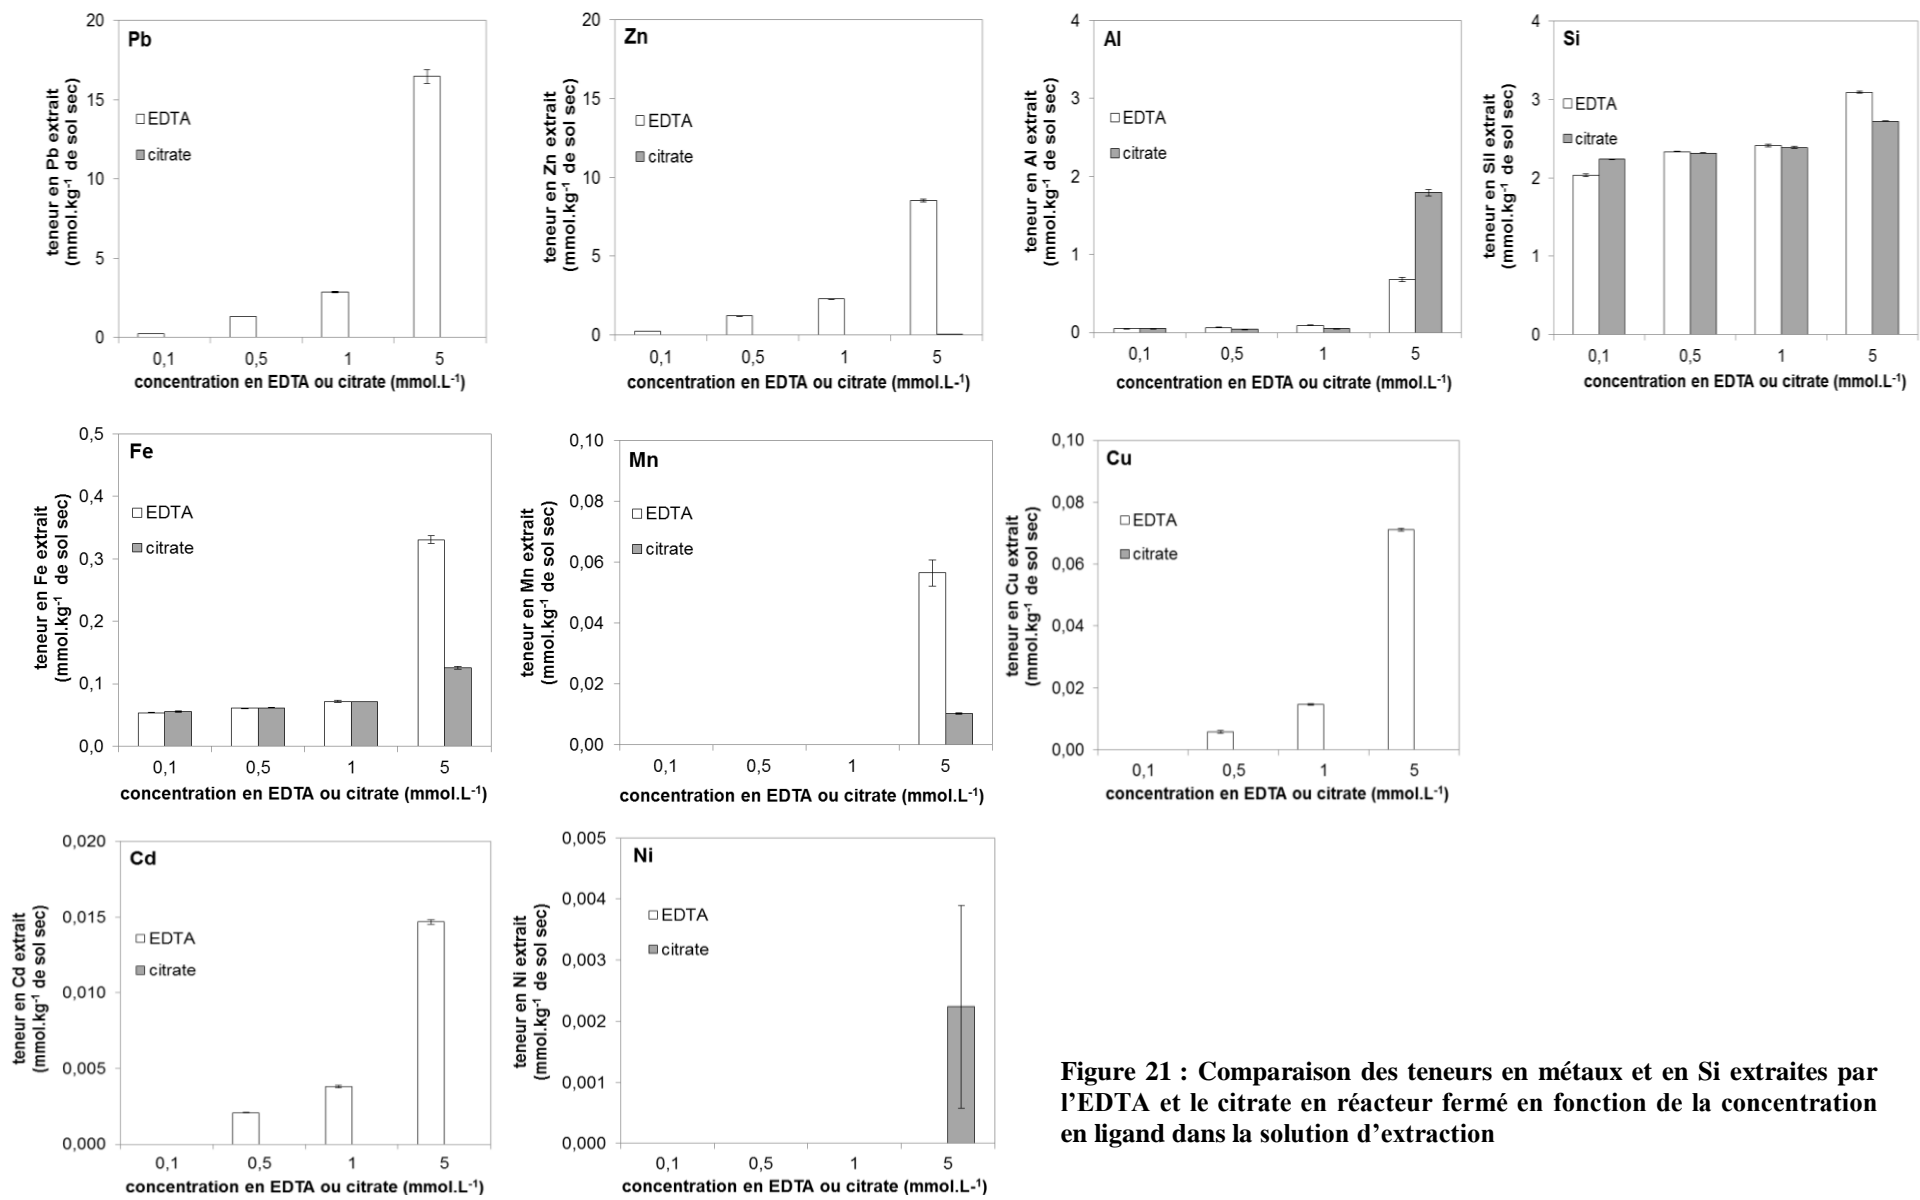 Pb
teneur en Pb extrait
(mmol.kg-1 de sol sec)
20
15
10
5
0
EDTA
citrate
0,1 0,5 1 5
concentration en EDTA ou citrate (mmol.L-1)
Zn
teneur en Zn extrait
(mmol.kg-1 de sol sec)
20
15
10
5
0
EDTA
citrate
0,1 0,5 1 5
concentration en EDTA ou citrate (mmol.L-1)
Al
teneur en Al extrait
(mmol.kg-1 de sol sec)
4
3
2
1
0
EDTA
citrate
0,1 0,5 1 5
concentration en EDTA ou citrate (mmol.L-1)
Si
teneur en Sil extrait
(mmol.kg-1 de sol sec)
4
3
2
1
0
EDTA
citrate
0,1 0,5 1 5
concentration en EDTA ou citrate (mmol.L-1)
Fe
teneur en Fe extrait
(mmol.kg-1 de sol sec)
0,5
0,4
0,3
0,2
0,1
0,0
EDTA
citrate
0,1 0,5 1 5
concentration en EDTA ou citrate (mmol.L-1)
Mn
teneur en Mn extrait
(mmol.kg-1 de sol sec)
0,10
0,08
0,06
0,04
0,02
0,00
EDTA
citrate
0,1 0,5 1 5
concentration en EDTA ou citrate (mmol.L-1)
Cu
teneur en Cu extrait
(mmol.kg-1 de sol sec)
0,10
0,08
0,06
0,04
0,02
0,00
EDTA
citrate
0,1 0,5 1 5
concentration en EDTA ou citrate (mmol.L-1)
Cd
teneur en Cd extrait
(mmol.kg-1 de sol sec)
0,020
0,015
0,010
0,005
0,000
EDTA
citrate
0,1 0,5 1 5
concentration en EDTA ou citrate (mmol.L-1)
Ni
teneur en Ni extrait
(mmol.kg-1 de sol sec)
0,005
0,004
0,003
0,002
0,001
0,000
EDTA
citrate
0,1 0,5 1 5
concentration en EDTA ou citrate (mmol.L-1)
Figure 21 : Comparaison des teneurs en métaux et en Si extraites par
l’EDTA et le citrate en réacteur fermé en fonction de la concentration
en ligand dans la solution d’extraction